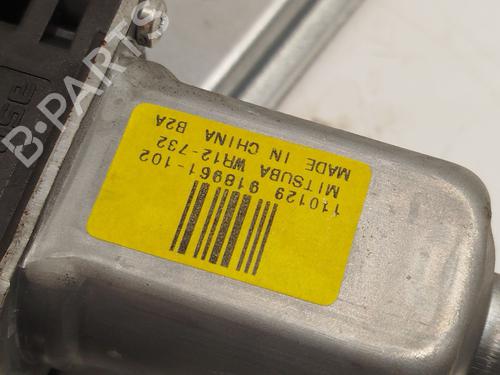 110129 918961-102
MITSUBA WR12-732
MADE IN CHINA B2A
B-PARTS